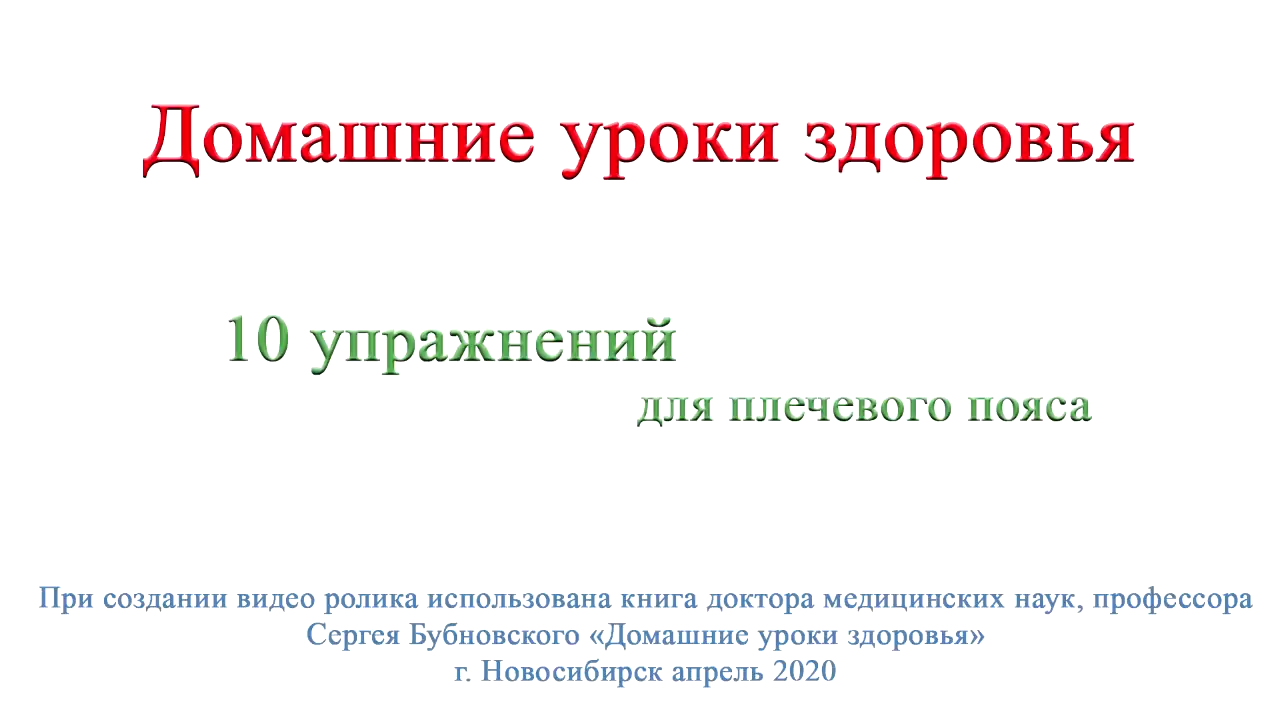 Домашние уроки здоровья
10 упражнений
для плечевого пояса
При создании видео ролика использована книга доктора медицинских наук, профессора
Сергея Бубновского «Домашние уроки здоровья»
г. Новосибирск апрель 2020